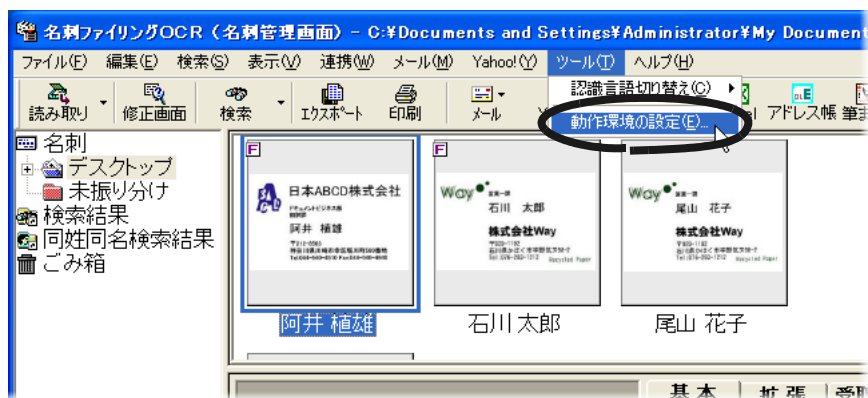 名刺ファイリングOCR（名刺管理画面） - C:¥Documents and Settings¥Administrator¥My Document
ファイル(F) 編集(E) 検索(S) 表示(V) 連携(W) メール(M) Yahoo!(Y) ツール(T) ヘルプ(H)
認識言語切り替え(C)
動作環境の設定(E)...
読み取り 修正画面 検索 エクスポート 印刷 メール アドレス帳
名刺
デスクトップ
未振り分け
検索結果
同姓同名検索結果
ごみ箱
日本ABCD株式会社
阿井 植雄
阿井 植雄
Way
石川 太郎
株式会社Way
Recycled Paper
石川 太郎
Way
尾山 花子
株式会社Way
Recycled Paper
尾山 花子
基本 拡張